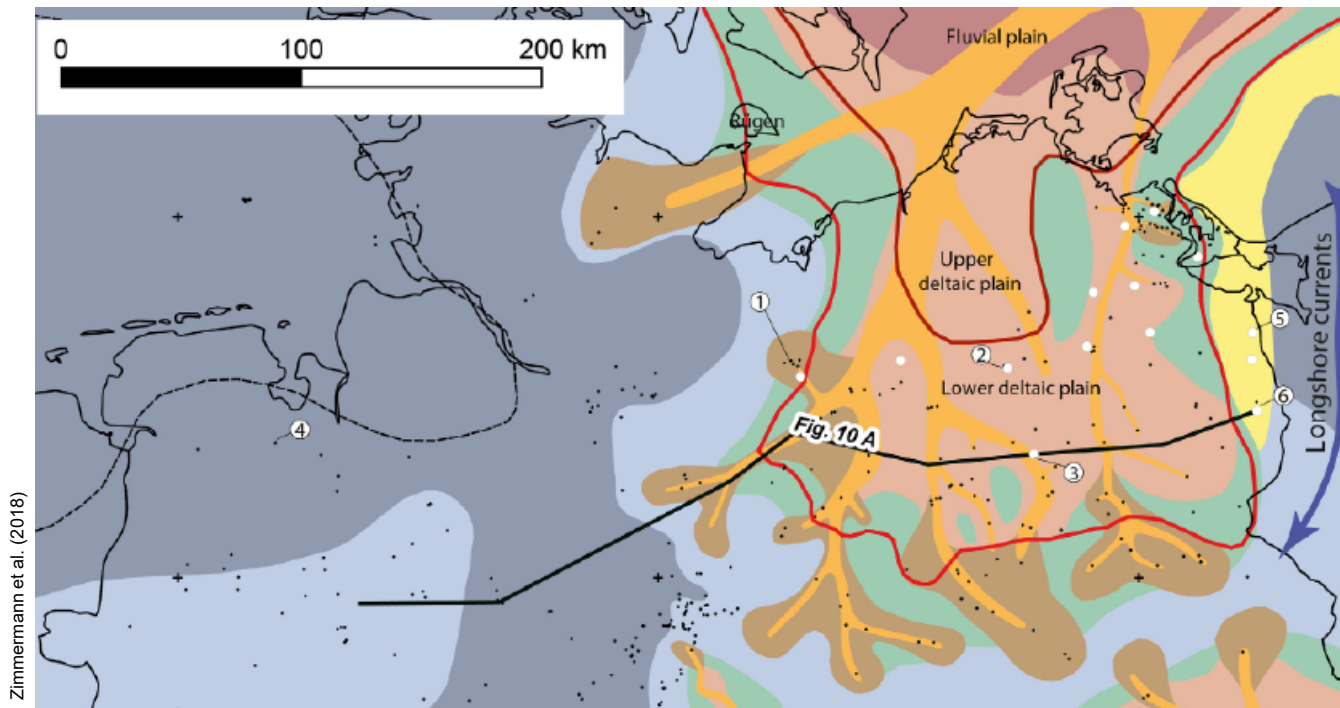 0 100 200 km
Fluvial plain
Rügen
Upper
deltaic plain
1
2
Lower deltaic plain
Longshore currents
5
6
4
Fig. 10 A
3
Zimmermann et al. (2018)